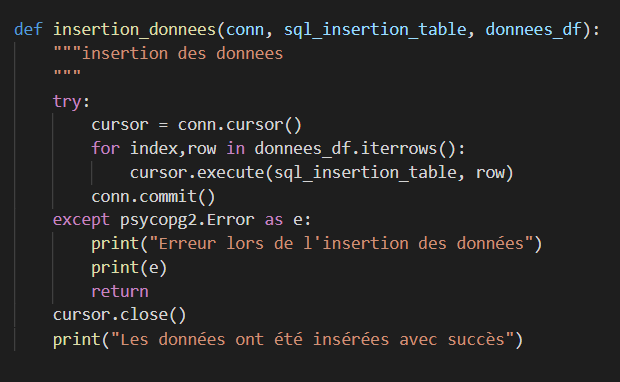 def insertion_donnees(conn, sql_insertion_table, donnees_df):
    """insertion des donnees
    """
    try:
        cursor = conn.cursor()
        for index,row in donnees_df.iterrows():
            cursor.execute(sql_insertion_table, row)
        conn.commit()
    except psycopg2.Error as e:
        print("Erreur lors de l'insertion des données")
        print(e)
        return
    cursor.close()
    print("Les données ont été insérées avec succès")